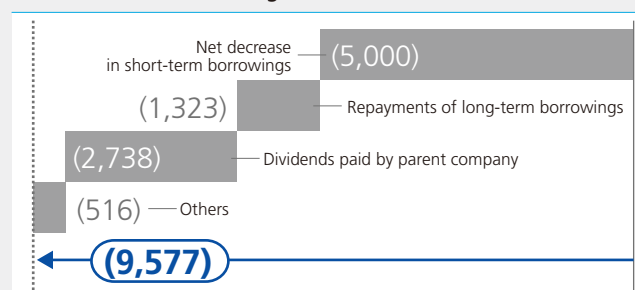 Net decrease
in short-term borrowings
(5,000)
(1,323)
Repayments of long-term borrowings
(2,738)
Dividends paid by parent company
(516)
Others
(9,577)